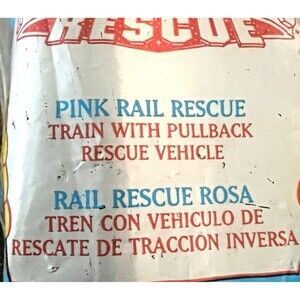 RESCUE
PINK RAIL RESCUE
TRAIN WITH PULLBACK
RESCUE VEHICLE
RAIL RESCUE ROSA
TREN CON VEHICULO DE
RESCATE DE TRACCIÓN INVERSA